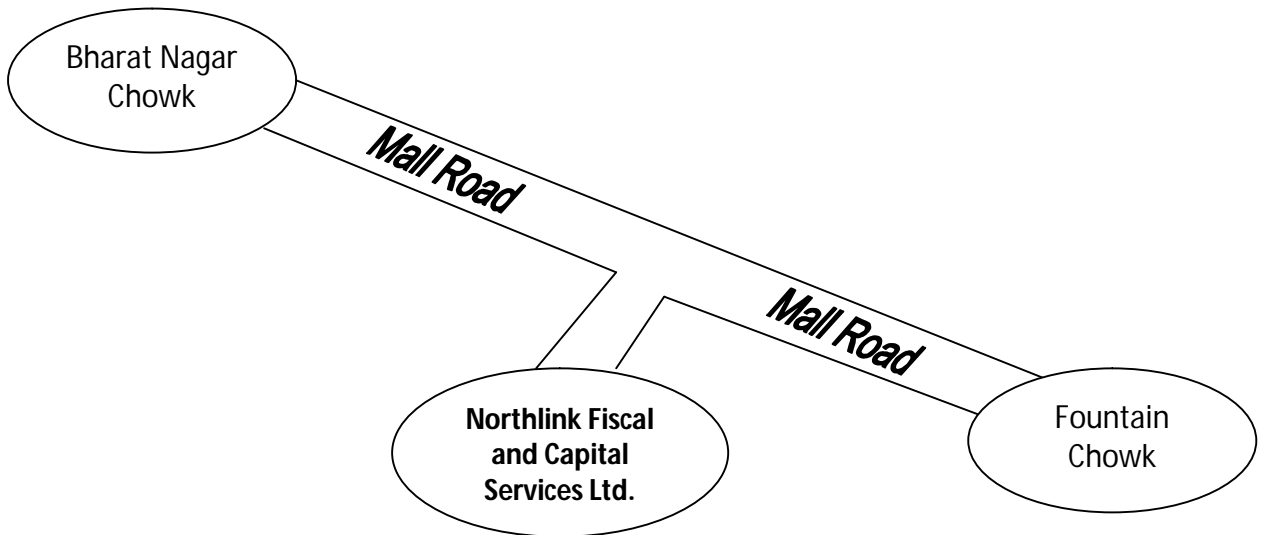 Bharat Nagar
Chowk
Mall Road
Mall Road
Northlink Fiscal
and Capital
Services Ltd.
Fountain
Chowk